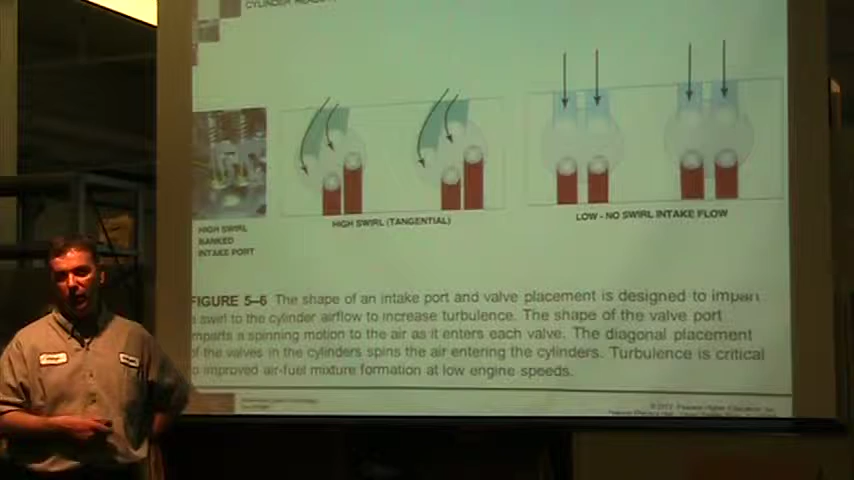 CYLINDER HEADS
HIGH SWIRL
BANKED
INTAKE PORT
HIGH SWIRL (TANGENTIAL)
LOW - NO SWIRL INTAKE FLOW
FIGURE 5–6 The shape of an intake port and valve placement is designed to impart
a swirl to the cylinder airflow to increase turbulence. The shape of the valve port
imparts a spinning motion to the air as it enters each valve. The diagonal placement
of the valves in the cylinders spins the air entering the cylinders. Turbulence is critical
to improved air-fuel mixture formation at low engine speeds.